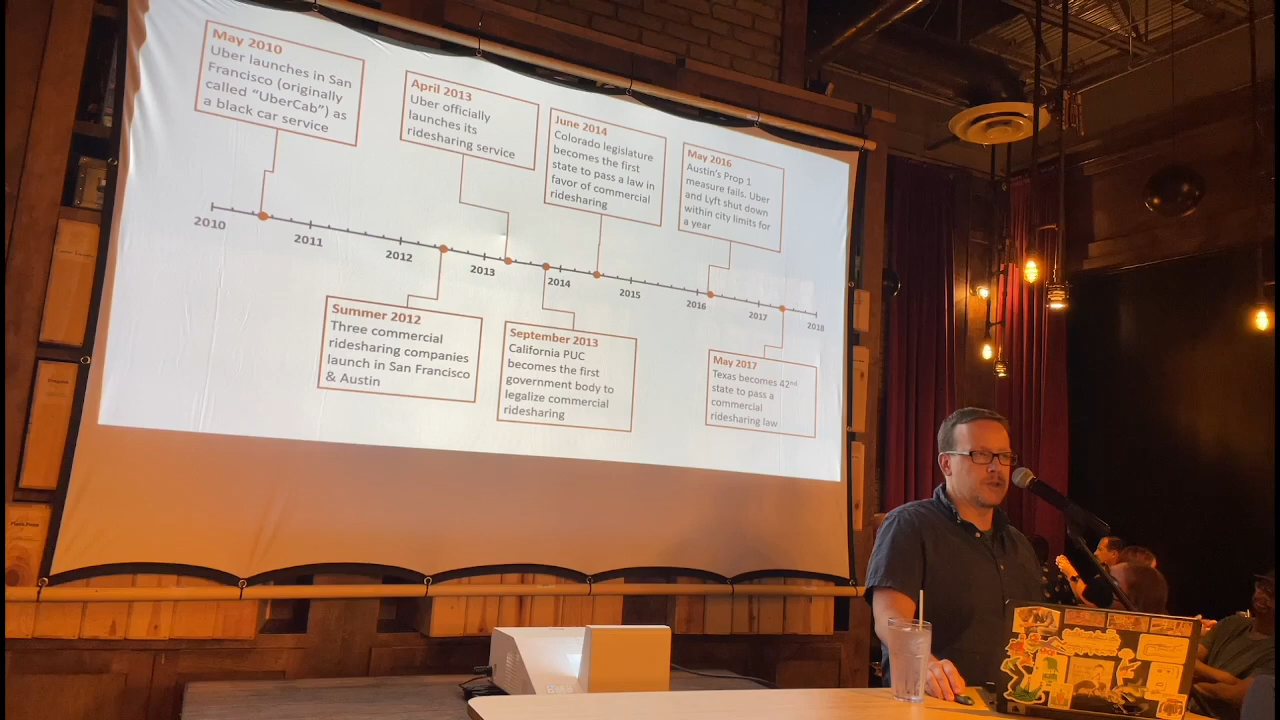 May 2010
Uber launches in San
Francisco (originally
called “UberCab”) as
a black car service
April 2013
Uber officially
launches its
ridesharing service
June 2014
Colorado legislature
becomes the first
state to pass a law in
favor of commercial
ridesharing
May 2016
Austin’s Prop 1
measure fails. Uber
and Lyft shut down
within city limits for
a year
2010
2011
2012
2013
2014
2015
2016
2017
2018
Summer 2012
Three commercial
ridesharing companies
launch in San Francisco
& Austin
September 2013
California PUC
becomes the first
government body to
legalize commercial
ridesharing
May 2017
Texas becomes 42nd
state to pass a
commercial
ridesharing law